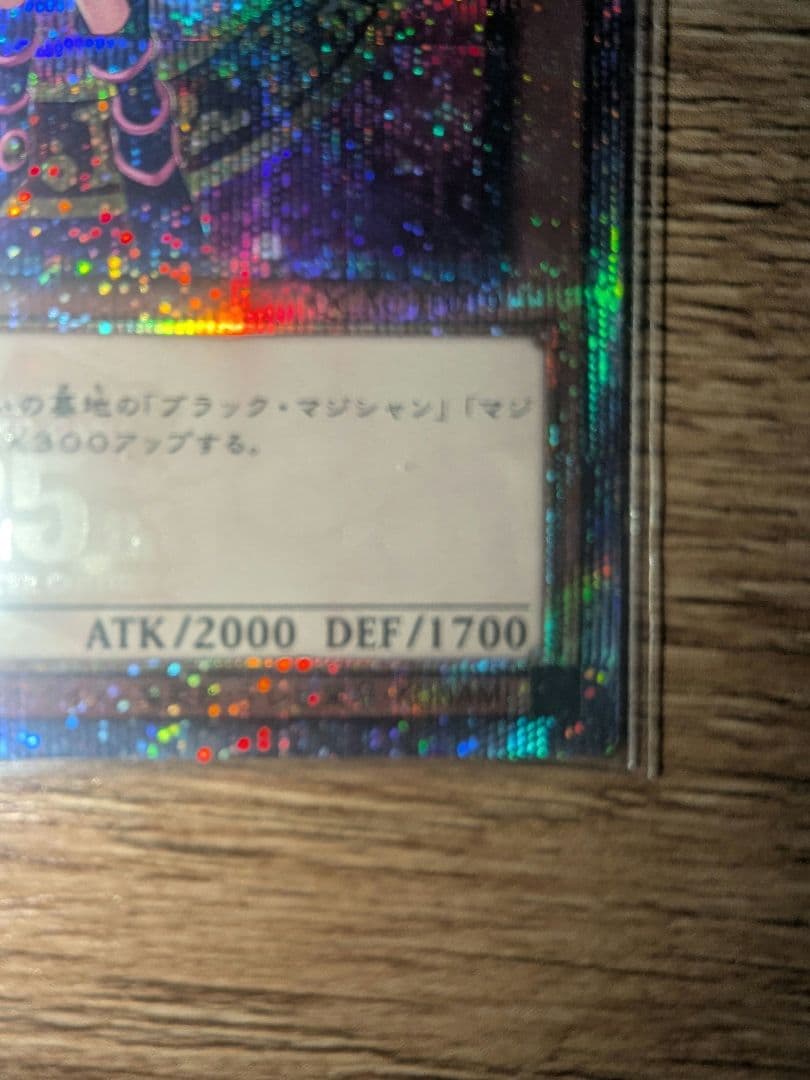 の墓地の「ブラック・マジシャン」「マジ
×300アップする。
25th
ATK/2000 DEF/1700